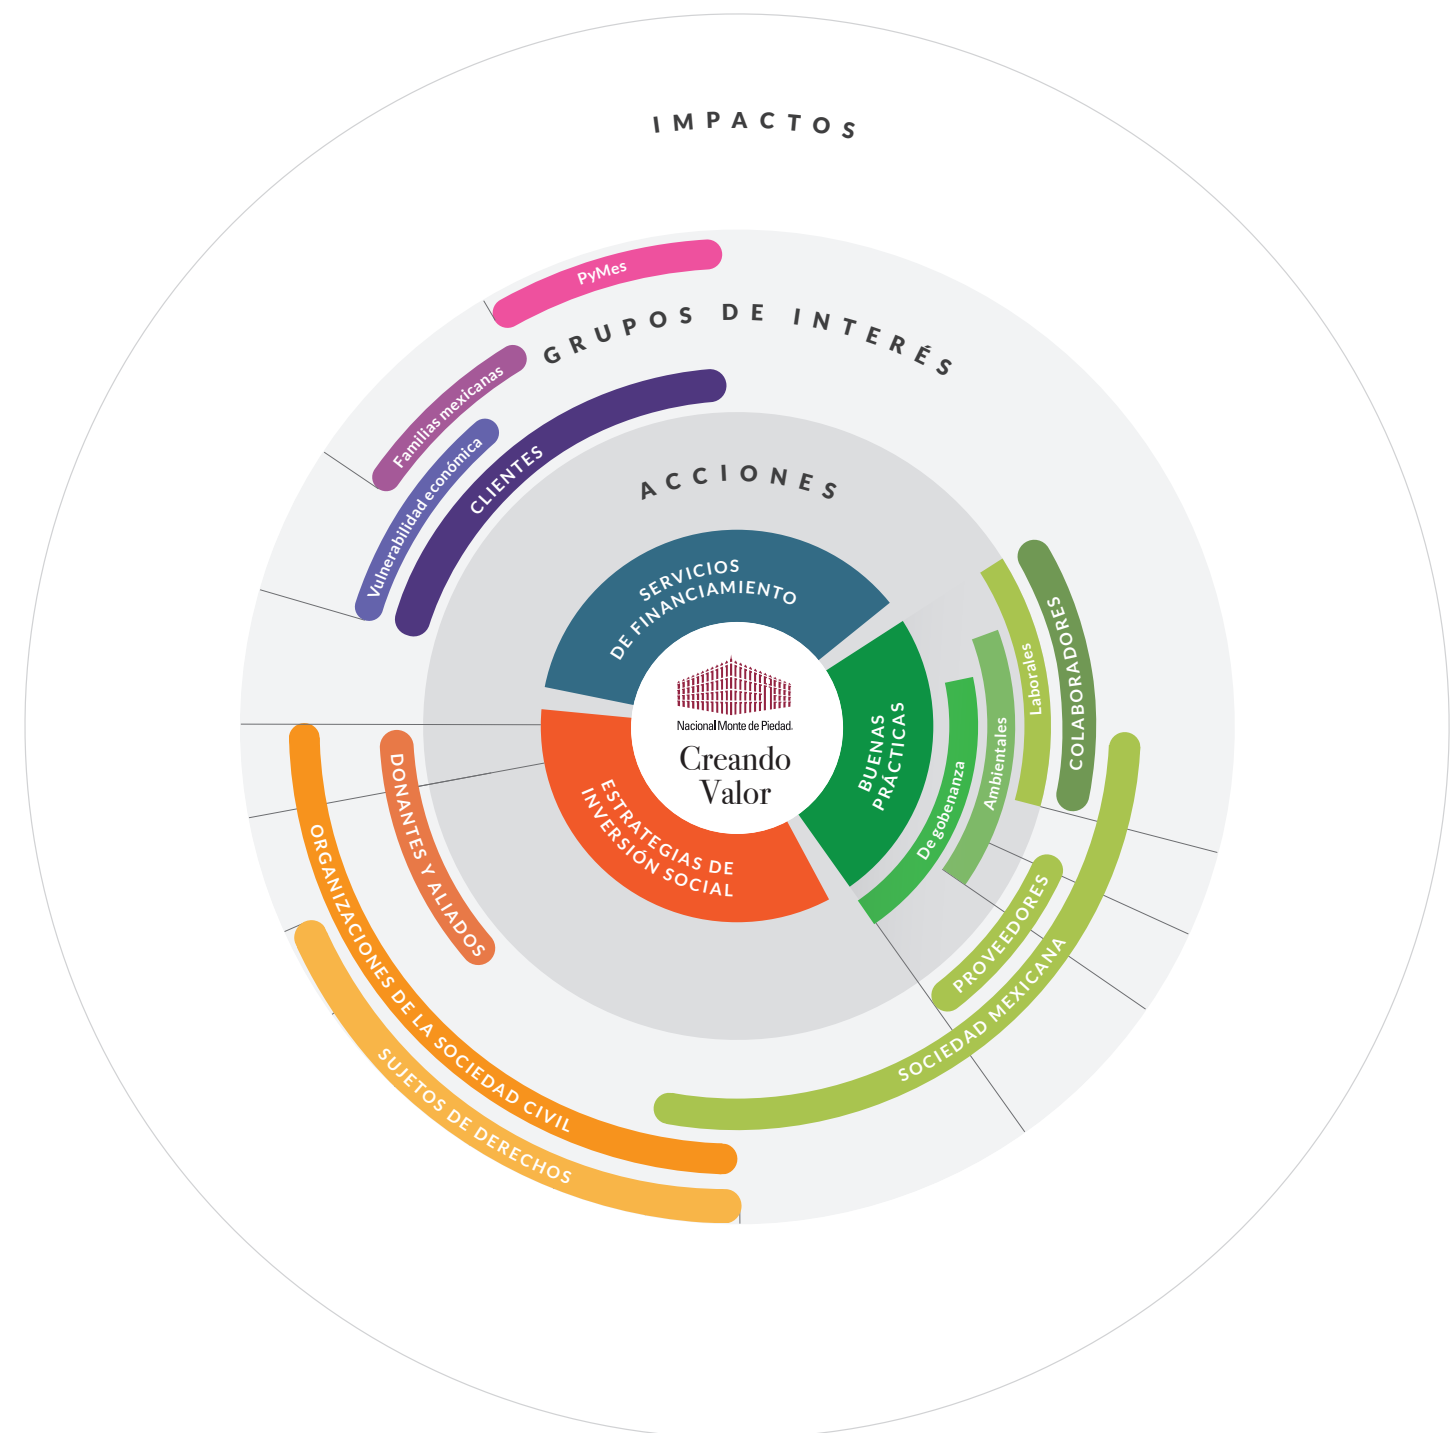 IMPACTOS
PyMes
GRUPOS DE INTERÉS
Familias mexicanas
Vulnerabilidad económica
CLIENTES
ACCIONES
SERVICIOS
DE FINANCIAMIENTO
Nacional Monte de Piedad.
Creando
Valor
BUENAS
PRÁCTICAS
De gobenanza
Ambientales
Laborales
COLABORADORES
ESTRATEGIAS DE
INVERSIÓN SOCIAL
DONANTES Y ALIADOS
ORGANIZACIONES DE LA SOCIEDAD CIVIL
SUJETOS DE DERECHOS
PROVEEDORES
SOCIEDAD MEXICANA